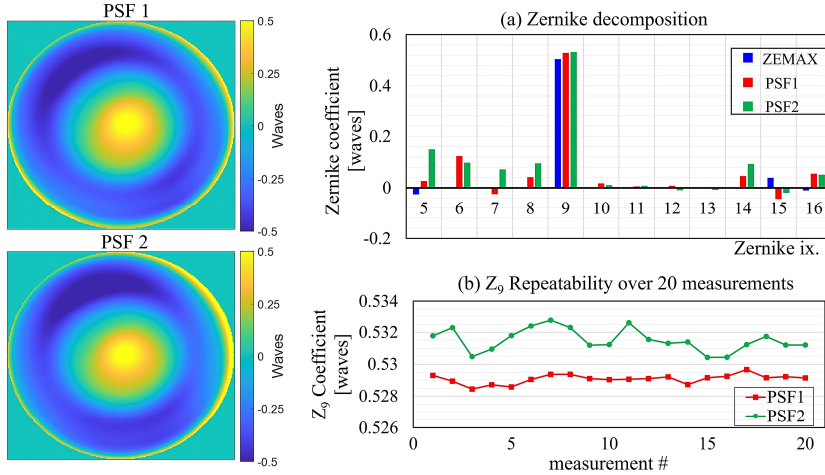 PSF 1
0.5
0.25
0
-0.25
-0.5
Waves
PSF 2
0.5
0.25
0
-0.25
-0.5
Waves
(a) Zernike decomposition
Zernike coefficient
[waves]
0.6
0.4
0.2
0
-0.2
ZEMAX
PSF1
PSF2
5 6 7 8 9 10 11 12 13 14 15 16
Zernike ix.
(b) Z9 Repeatability over 20 measurements
Z9 Coefficient
[waves]
0.534
0.532
0.53
0.528
0.526
PSF1
PSF2
0 5 10 15 20
measurement #